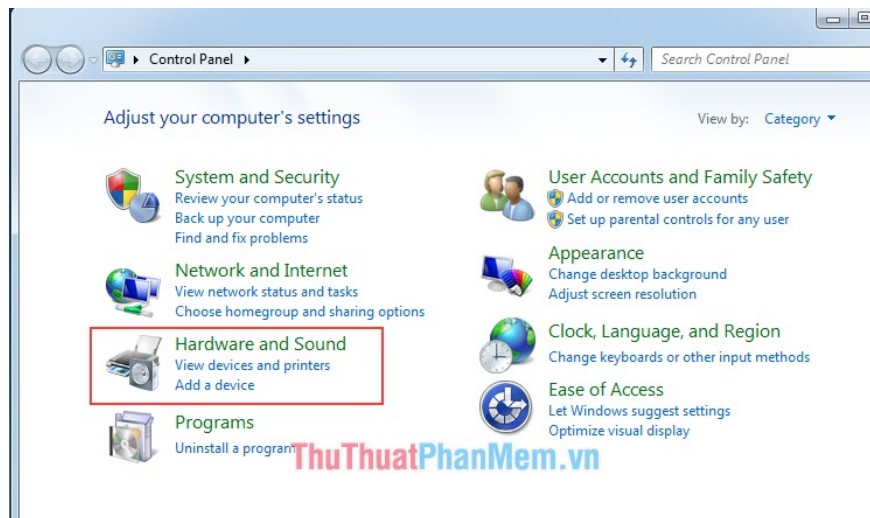 Control Panel
Search Control Panel
Adjust your computer's settings
View by: Category
System and Security
Review your computer's status
Back up your computer
Find and fix problems
Network and Internet
View network status and tasks
Choose homegroup and sharing options
Hardware and Sound
View devices and printers
Add a device
Programs
Uninstall a program
User Accounts and Family Safety
Add or remove user accounts
Set up parental controls for any user
Appearance
Change desktop background
Adjust screen resolution
Clock, Language, and Region
Change keyboards or other input methods
Ease of Access
Let Windows suggest settings
Optimize visual display
ThuThuatPhanMem.vn